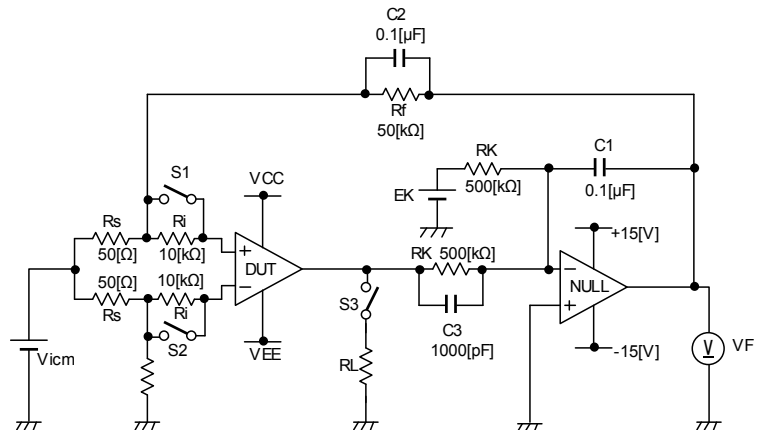 C2
0.1[µF]
Rf
50[kΩ]
S1
VCC
RK
500[kΩ]
C1
0.1[µF]
EK
Rs
50[Ω]
Ri
10[kΩ]
+15[V]
RK 500[kΩ]
DUT
50[Ω]
10[kΩ]
NULL
Rs
Ri
S3
C3
1000[pF]
Vicm
S2
VEE
RL
-15[V]
V
VF